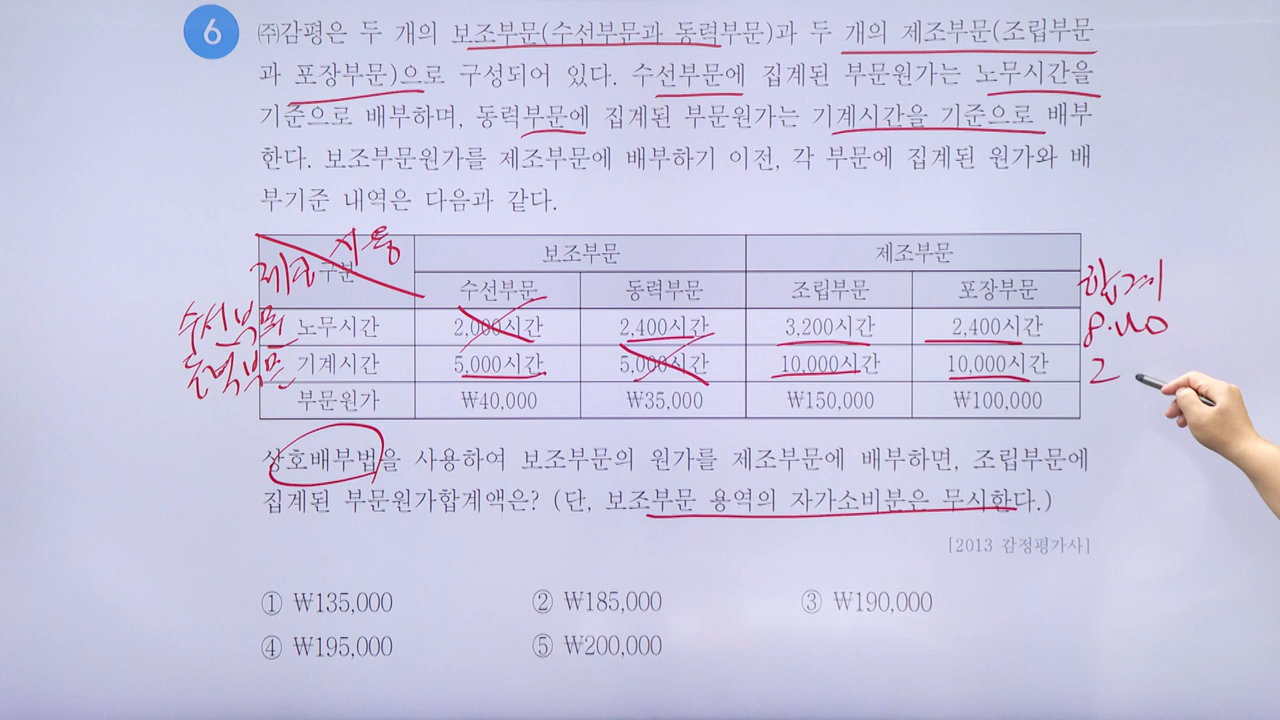 6
㈜감평은 두 개의 보조부문(수선부문과 동력부문)과 두 개의 제조부문(조립부문
과 포장부문)으로 구성되어 있다. 수선부문에 집계된 부문원가는 노무시간을
기준으로 배부하며, 동력부문에 집계된 부문원가는 기계시간을 기준으로 배부
한다. 보조부문원가를 제조부문에 배부하기 이전, 각 부문에 집계된 원가와 배
부기준 내역은 다음과 같다.
사용
제공 구분 보조부문 제조부문
수선부문 동력부문 조립부문 포장부문 합계
수선부문 노무시간 2,000시간 2,400시간 3,200시간 2,400시간
동력부문 기계시간 5,000시간 5,000시간 10,000시간 10,000시간 2
부문원가 ₩40,000 ₩35,000 ₩150,000 ₩100,000
상호배부법을 사용하여 보조부문의 원가를 제조부문에 배부하면, 조립부문에
집계된 부문원가합계액은? (단, 보조부문 용역의 자가소비분은 무시한다.)
[2013 감정평가사]
① ₩135,000 ② ₩185,000 ③ ₩190,000
④ ₩195,000 ⑤ ₩200,000